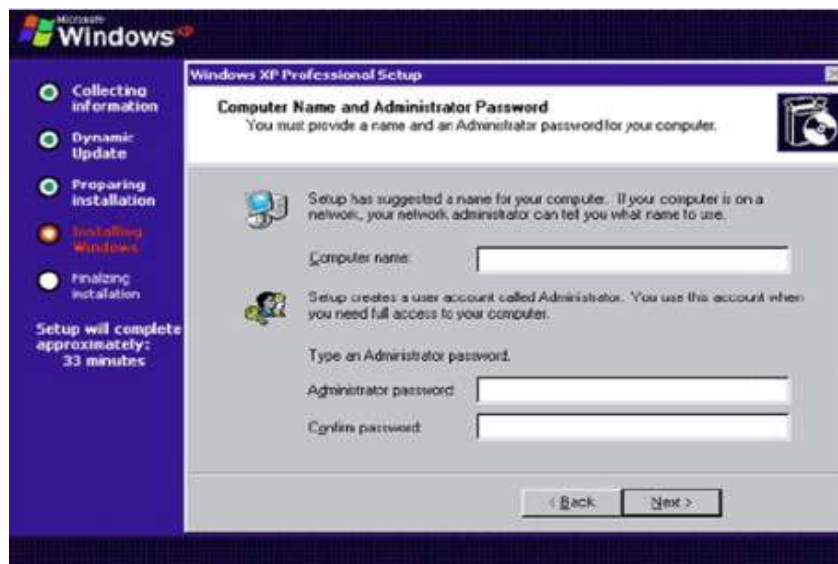 Microsoft
Windows xp
Collecting
information
Dynamic
Update
Preparing
installation
Installing
Windows
Finalizing
installation
Setup will complete
approximately:
33 minutes
Windows XP Professional Setup
Computer Name and Administrator Password
You must provide a name and an Administrator password for your computer.
Setup has suggested a name for your computer. If your computer is on a
network, your network administrator can tell you what name to use.
Computer name:
Setup creates a user account called Administrator. You use this account when
you need full access to your computer.
Type an Administrator password.
Administrator password:
Confirm password:
< Back
Next >